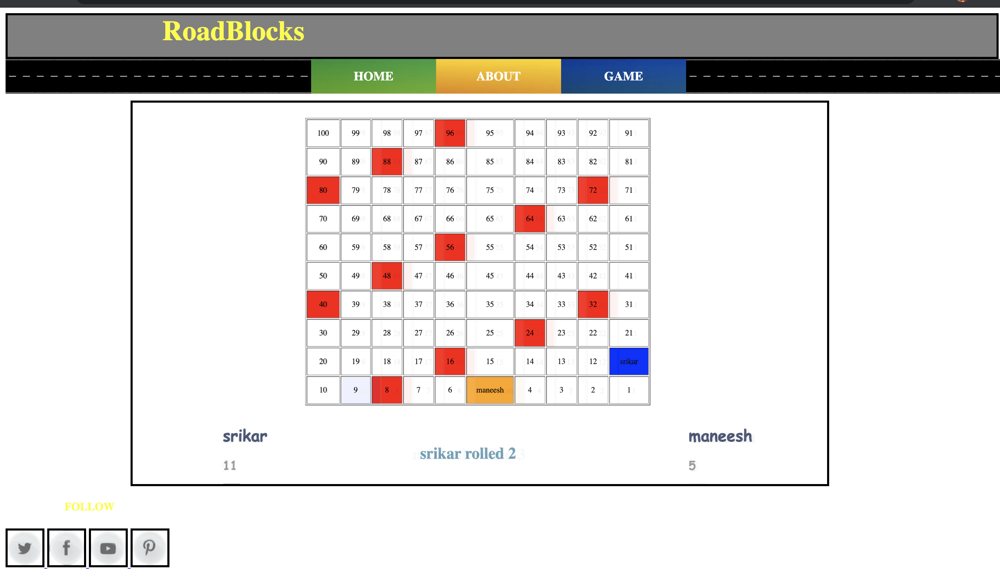 RoadBlocks
HOME ABOUT GAME
100 99 98 97 96 95 94 93 92 91
90 89 88 87 86 85 84 83 82 81
80 79 78 77 76 75 74 73 72 71
70 69 68 67 66 65 64 63 62 61
60 59 58 57 56 55 54 53 52 51
50 49 48 47 46 45 44 43 42 41
40 39 38 37 36 35 34 33 32 31
30 29 28 27 26 25 24 23 22 21
20 19 18 17 16 15 14 13 12 srikar
10 9 8 7 6 maneesh 4 3 2 1
srikar maneesh
srikar rolled 2
11 5
FOLLOW